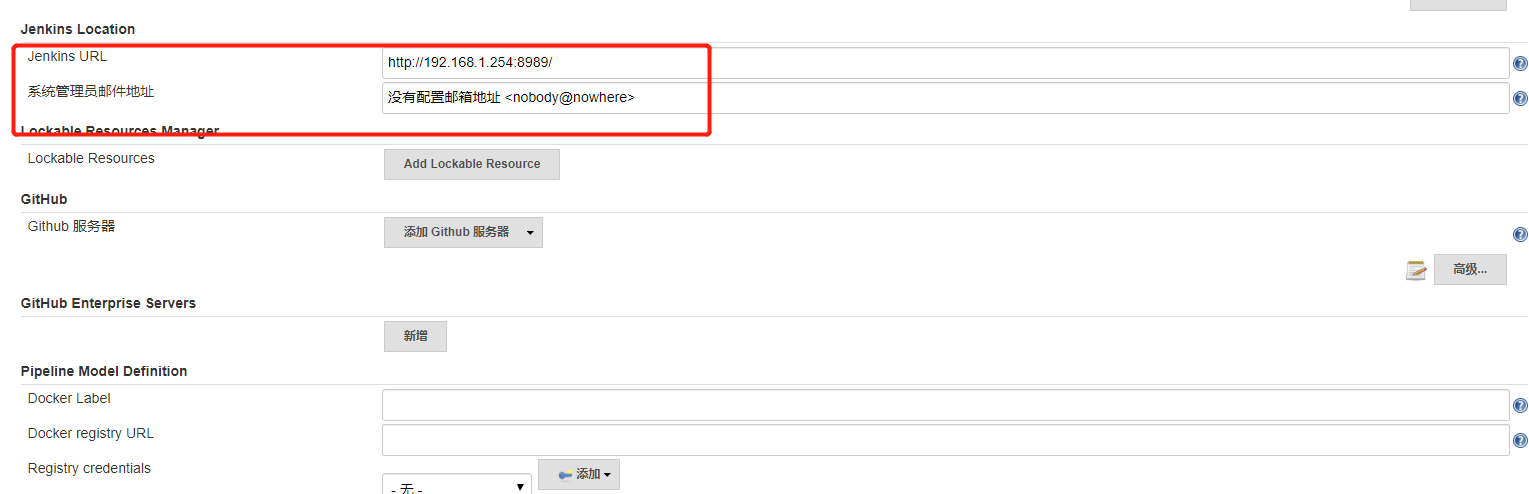 Jenkins Location
Jenkins URL
http://192.168.1.254:8989/
系统管理员邮件地址
没有配置邮箱地址 <nobody@nowhere>
Lockable Resources Manager
Lockable Resources
Add Lockable Resource
GitHub
Github 服务器
添加 Github 服务器
高级...
GitHub Enterprise Servers
新增
Pipeline Model Definition
Docker Label
Docker registry URL
Registry credentials
- 无 -
添加